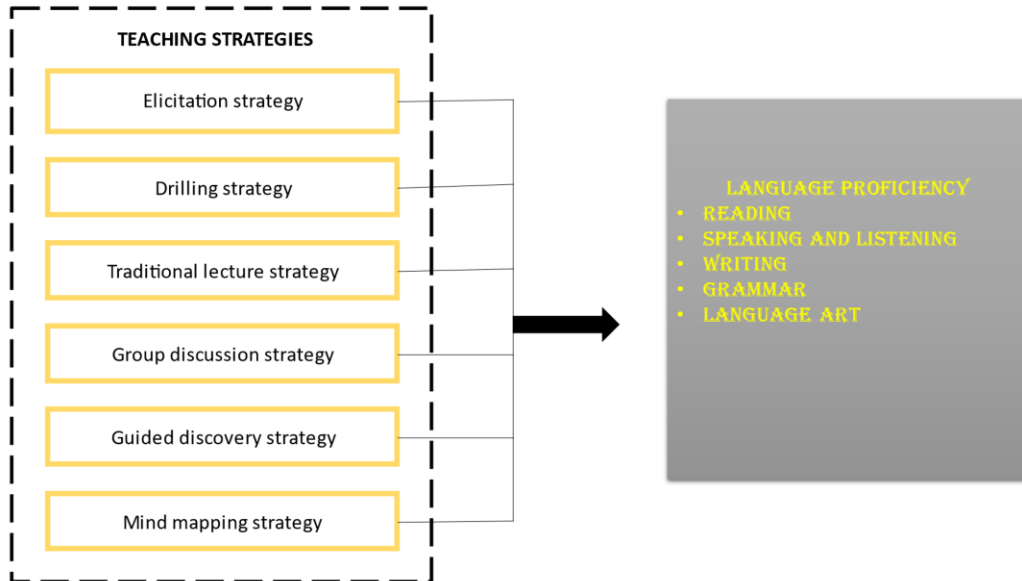 TEACHING STRATEGIES
Elicitation strategy
Drilling strategy
Traditional lecture strategy
Group discussion strategy
Guided discovery strategy
Mind mapping strategy
LANGUAGE PROFICIENCY
• READING
• SPEAKING AND LISTENING
• WRITING
• GRAMMAR
• LANGUAGE ART